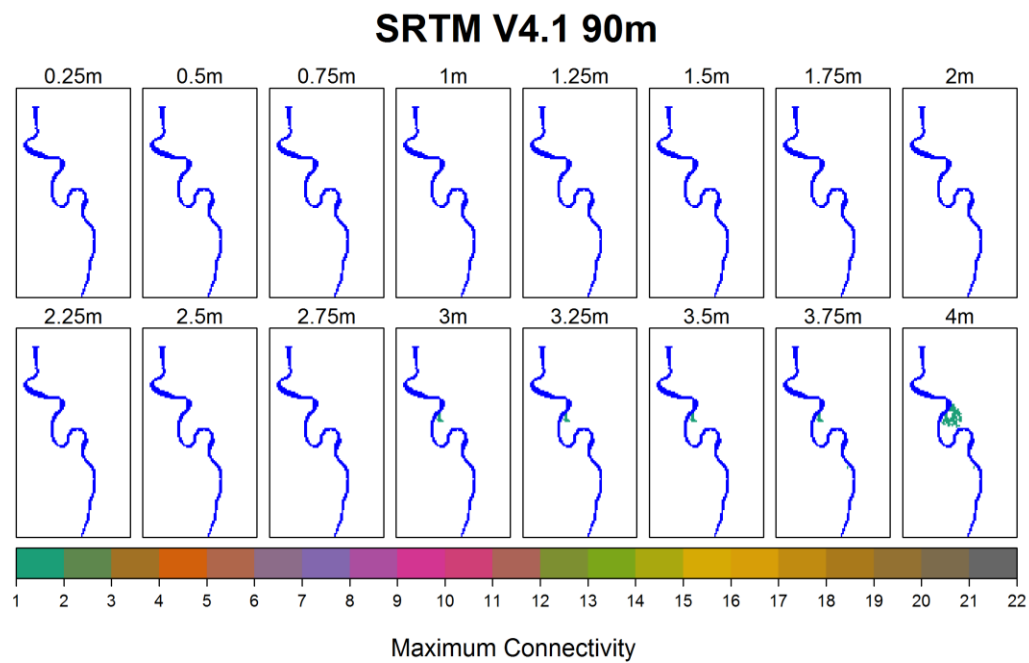 SRTM V4.1 90m
0.25m 0.5m 0.75m 1m 1.25m 1.5m 1.75m 2m
2.25m 2.5m 2.75m 3m 3.25m 3.5m 3.75m 4m
1 2 3 4 5 6 7 8 9 10 11 12 13 14 15 16 17 18 19 20 21 22
Maximum Connectivity